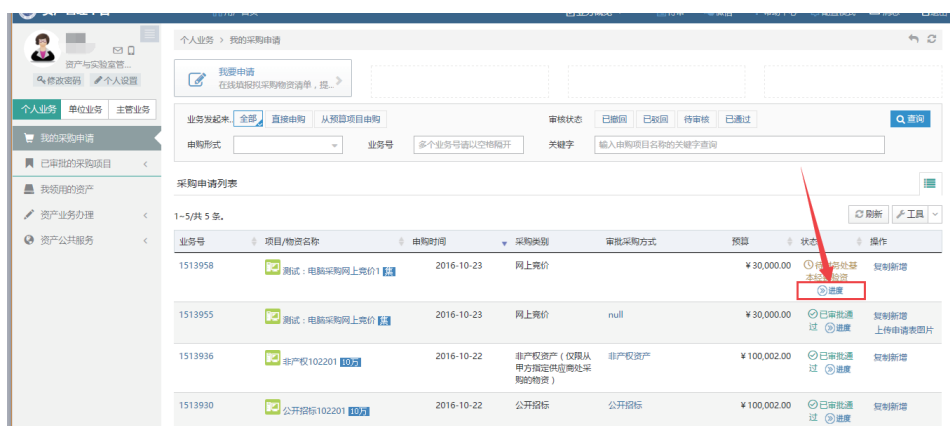 个人业务 > 我的采购申请
资产与实验室管...
修改密码 个人设置
我要申请
在线填报拟采购物资清单，提...
个人业务 单位业务 主管业务
我的采购申请
已审批的采购项目
我领用的资产
资产业务办理
资产公共服务
业务发起来.. 全部 直接申购 从预算项目申购 审核状态 已撤回 已驳回 待审核 已通过 查询
申购形式 业务号 多个业务号请以空格隔开 关键字 输入申购项目名称的关键字查询
采购申请列表
1~5/共 5 条。 刷新 工具
业务号 项目/物资名称 申购时间 采购类别 审批采购方式 预算 状态 操作
1513958 测试：电脑采购网上竞价1 2016-10-23 网上竞价 ¥ 30,000.00 复制新增
进度
1513955 测试：电脑采购网上竞价 2016-10-23 网上竞价 null ¥ 30,000.00 已审批通过 进度 复制新增
上传申请表图片
1513936 非产权102201 10万 2016-10-22 非产权资产（仅限从 非产权资产 ¥ 100,002.00 已审批通 复制新增
甲方指定供应商处采 过 进度
购的物资）
1513930 公开招标102201 10万 2016-10-22 公开招标 公开招标 ¥ 100,002.00 已审批通 复制新增
过 进度